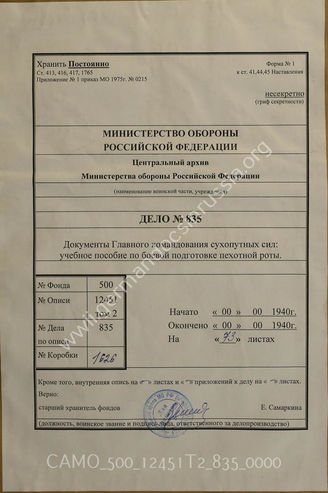 Хранить Постоянно
Ст. 413, 416, 417, 1765
Приложение № 1 приказ МО 1975г. № 0215
Форма № 1
к ст. 41,44,45 Наставления
несекретно
(гриф секретности)
МИНИСТЕРСТВО ОБОРОНЫ
РОССИЙСКОЙ ФЕДЕРАЦИИ
Центральный архив
Министерства обороны Российской Федерации
(наименование воинской части, учреждения)
ДЕЛО № 835
Документы Главного командования сухопутных сил:
учебное пособие по боевой подготовке пехотной роты.
№ Фонда 500
№ Описи 12451
том 2
№ Дела 835
по описи
№ Коробки 1626
Начато « 00 » 00 1940г.
Окончено « 00 » 00 1940г.
На « 73 » листах
Кроме того, внутренняя опись на « » листах и « » приложений к делу на « » листах.
Верно:
старший хранитель фондов
Е. Самаркина
(должность, воинское звание и подпись лица, ответственного за делопроизводство)
www.germandocsinrussia.org
CAMO_500_12451T2_835_0000